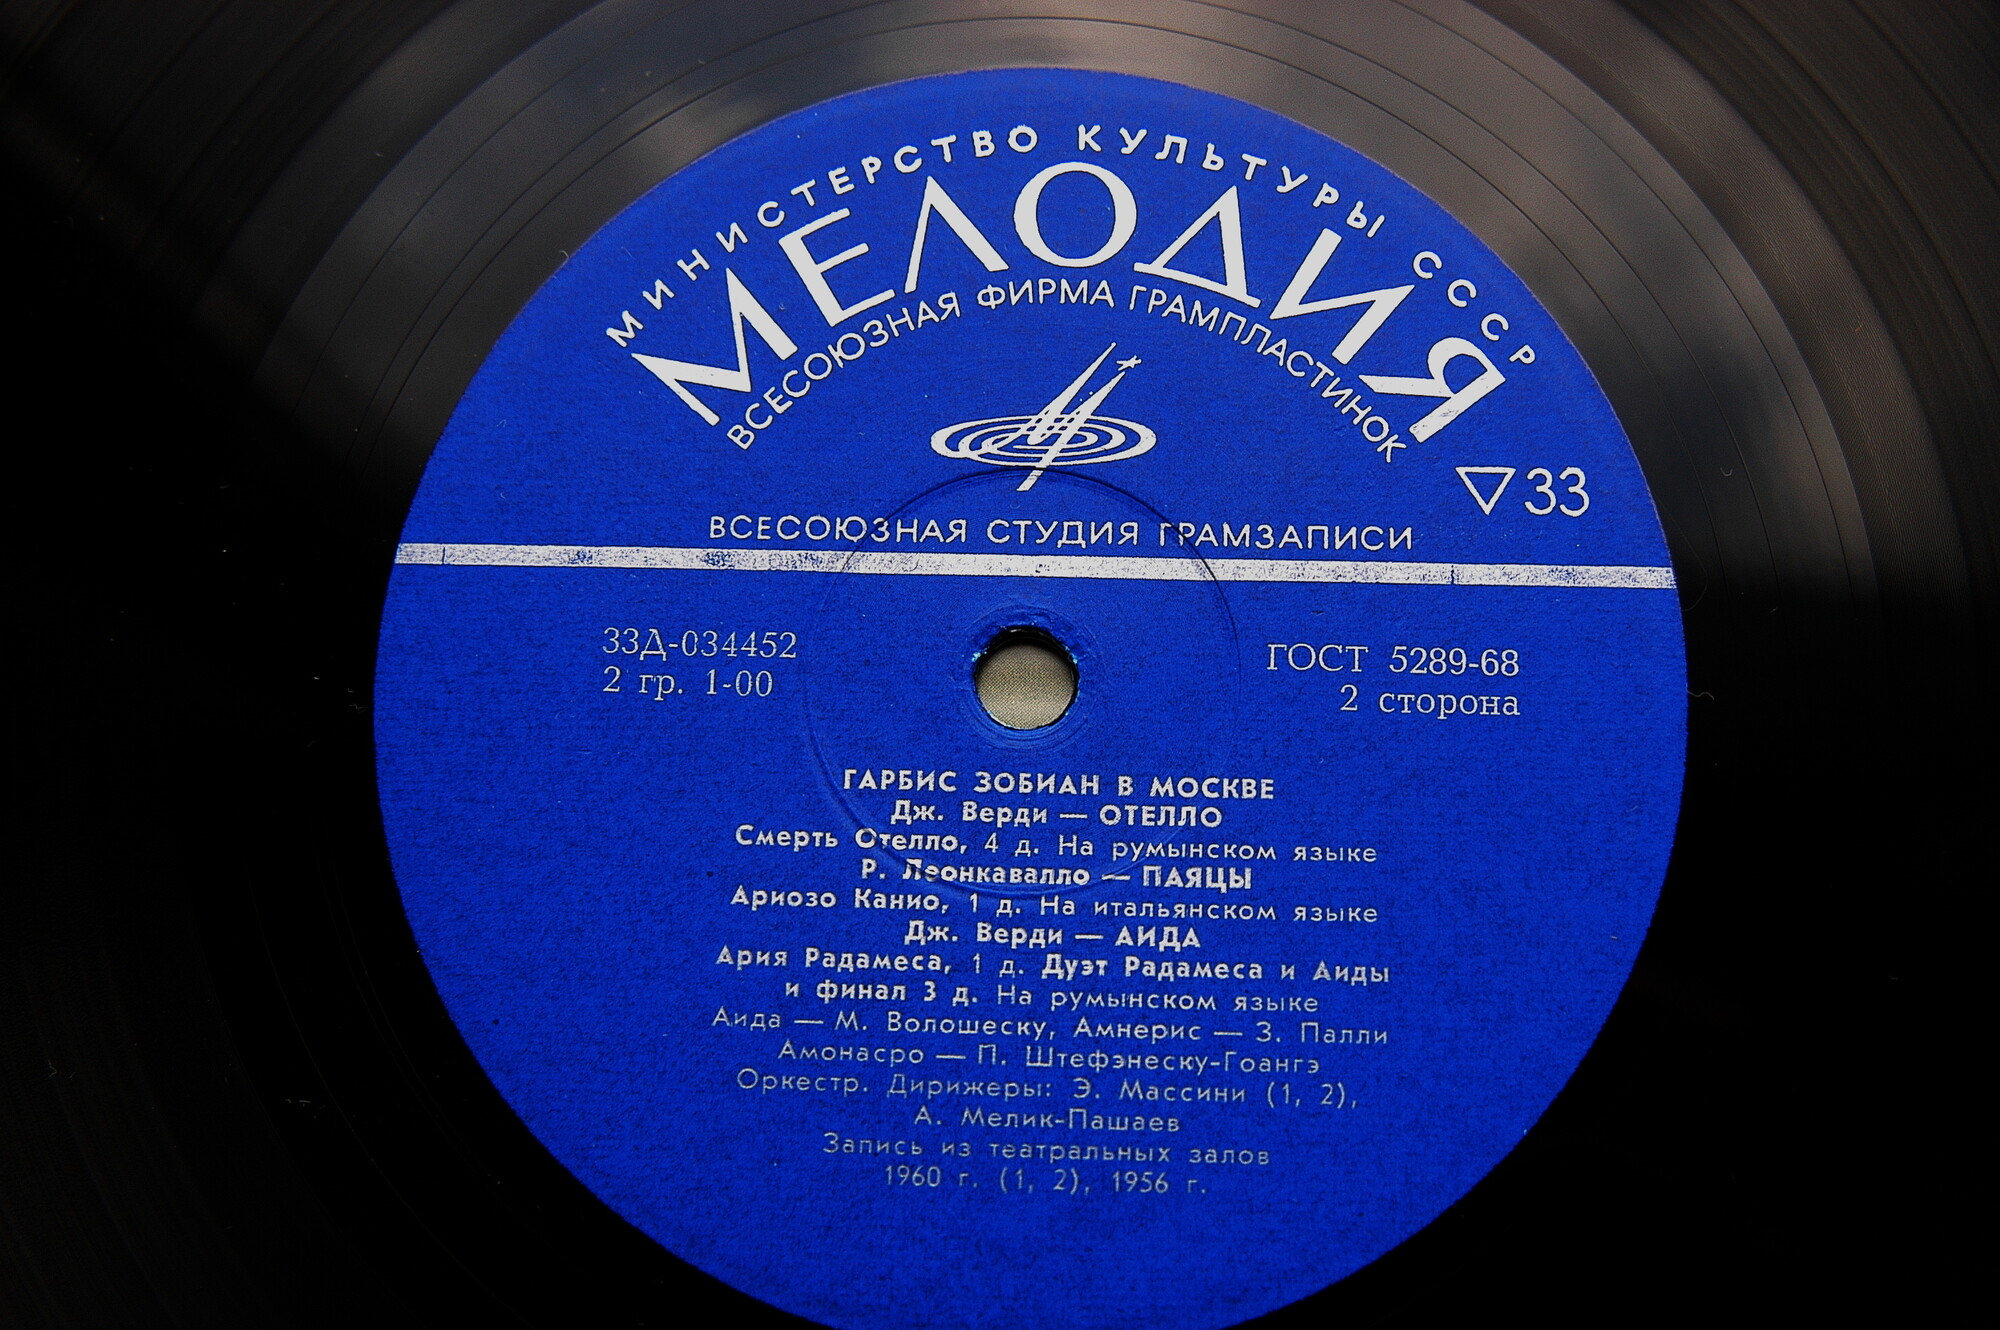 МИНИСТЕРСТВО КУЛЬТУРЫ СССР
МЕЛОДИЯ
ВСЕСОЮЗНАЯ ФИРМА ГРАМПЛАСТИНОК
33
ВСЕСОЮЗНАЯ СТУДИЯ ГРАМЗАПИСИ
33Д-034452
2 гр. 1-00
ГОСТ 5289-68
2 сторона
ГАРБИС ЗОБИАН В МОСКВЕ
Дж. Верди — ОТЕЛЛО
Смерть Отелло, 4 д. На румынском языке
Р. Леонкавалло — ПАЯЦЫ
Ариозо Канио, 1 д. На итальянском языке
Дж. Верди — АИДА
Ария Радамеса, 1 д. Дуэт Радамеса и Аиды
и финал 3 д. На румынском языке
Аида — М. Волошеску, Амнерис — З. Палли
Амонасро — П. Штефэнеску-Гоангэ
Оркестр. Дирижеры: Э. Массини (1, 2),
А. Мелик-Пашаев
Запись из театральных залов
1960 г. (1, 2), 1956 г.